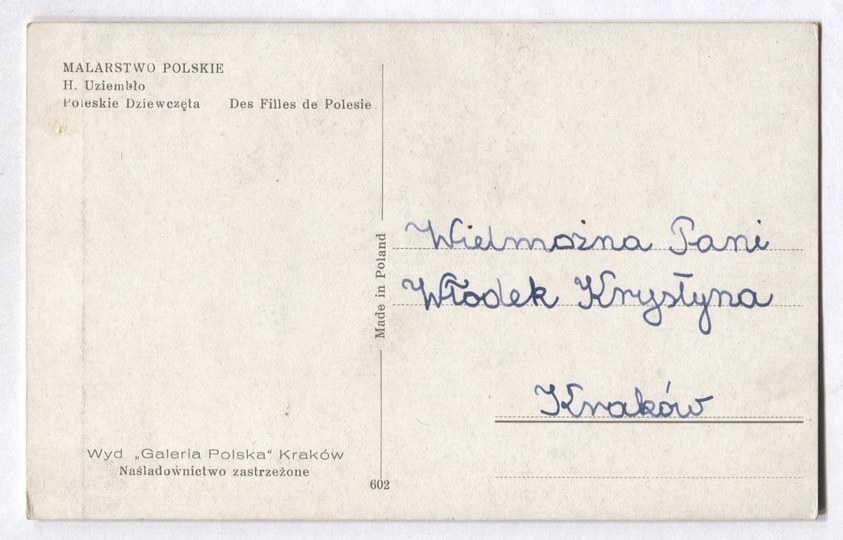 MALARSTWO POLSKIE
H. Uziembło
Poleskie Dziewczęta Des Filles de Polesie
Made in Poland
Wielmożna Pani
Włodek Krystyna
Kraków
Wyd „Galeria Polska" Kraków
Naśladownictwo zastrzeżone
602